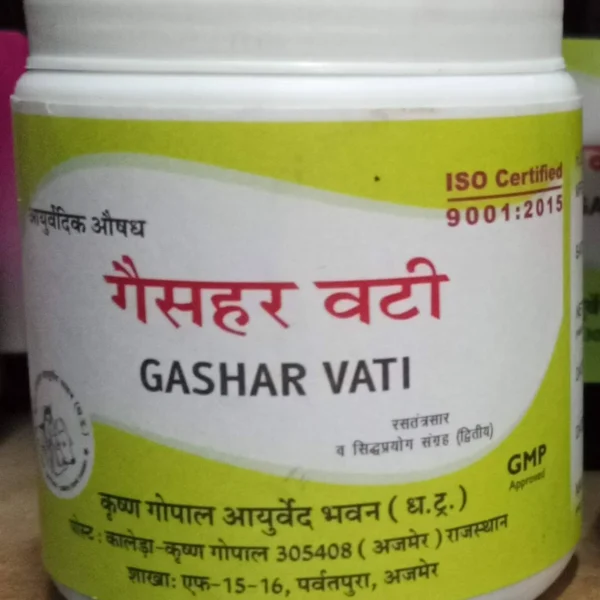 ISO Certified
9001:2015
आयुर्वेदिक औषध
गैसहर वटी
GASHAR VATI
रसतंत्रसार
व सिद्धप्रयोग संग्रह (द्वितीय)
GMP
Approved
कृष्ण गोपाल आयुर्वेद भवन ( ध.ट्र. )
पोस्ट : कालेड़ा-कृष्ण गोपाल 305408 ( अजमेर ) राजस्थान
शाखा: एफ-15-16, पर्वतपुरा, अजमेर